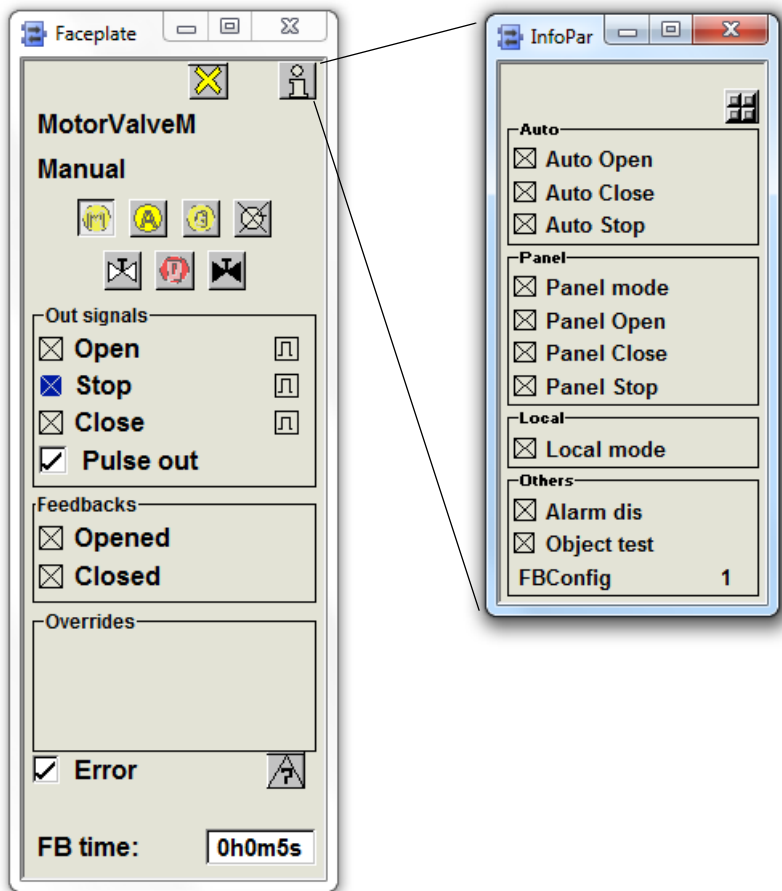 Faceplate
MotorValveM
Manual
M A
Out signals
Open
Stop
Close
Pulse out
Feedbacks
Opened
Closed
Overrides
Error
?
FB time: 0h0m5s
InfoPar
Auto
Auto Open
Auto Close
Auto Stop
Panel
Panel mode
Panel Open
Panel Close
Panel Stop
Local
Local mode
Others
Alarm dis
Object test
FBConfig 1